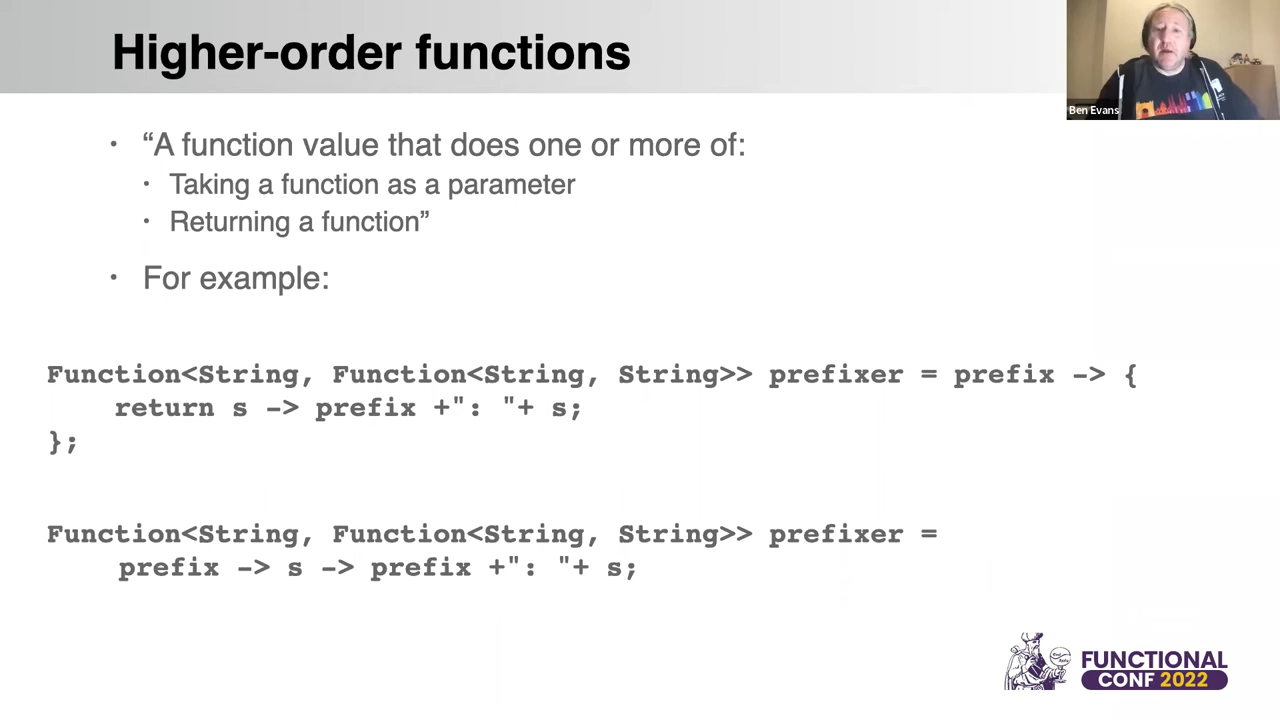 Higher-order functions
Ben Evans
• “A function value that does one or more of:
• Taking a function as a parameter
• Returning a function”
• For example:
Function<String, Function<String, String>> prefixer = prefix -> {
    return s -> prefix +": "+ s;
};
Function<String, Function<String, String>> prefixer =
    prefix -> s -> prefix +": "+ s;
FUNCTIONAL
CONF 2022